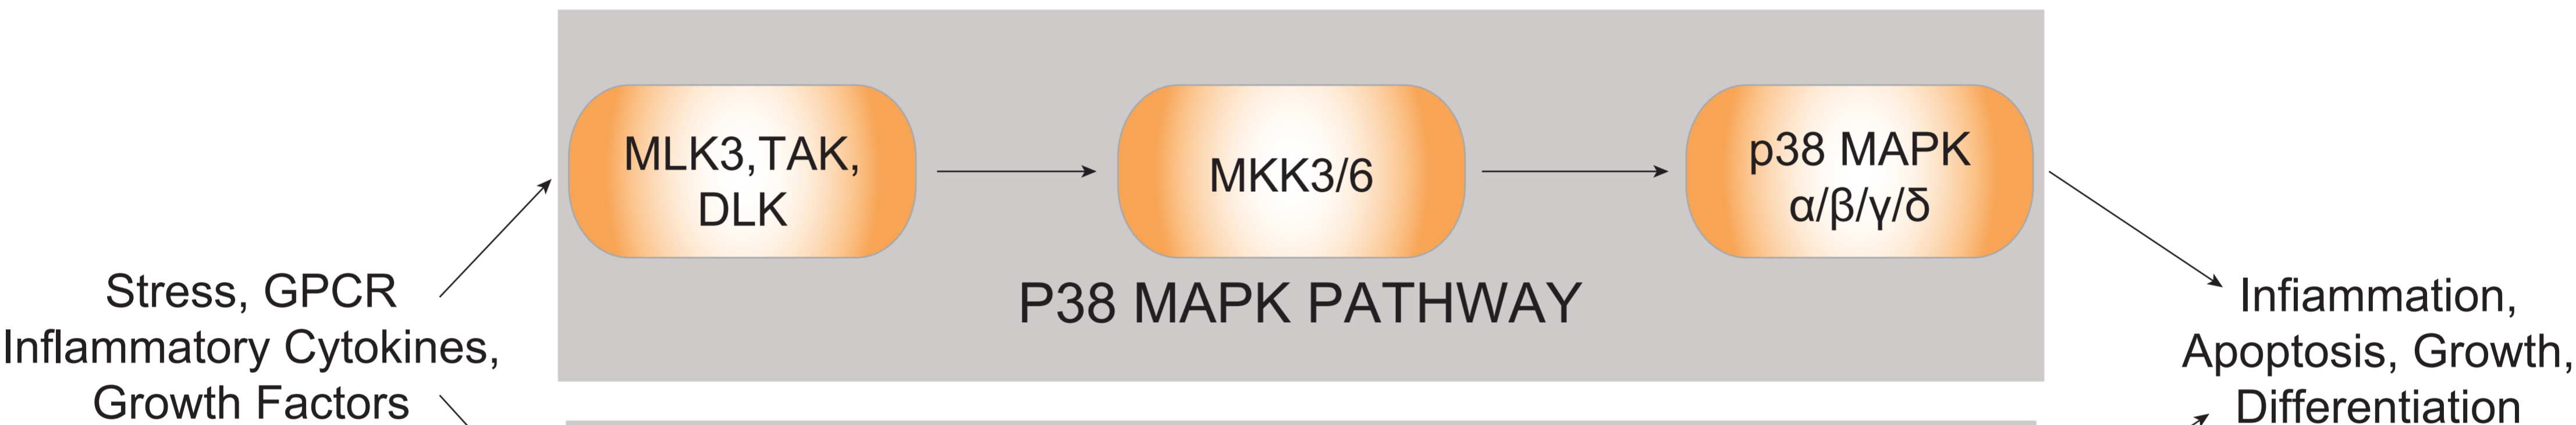 MLK3,TAK,
DLK
MKK3/6
p38 MAPK
α/β/γ/δ
P38 MAPK PATHWAY
Stress, GPCR
Inflammatory Cytokines,
Growth Factors
Infiammation,
Apoptosis, Growth,
Differentiation